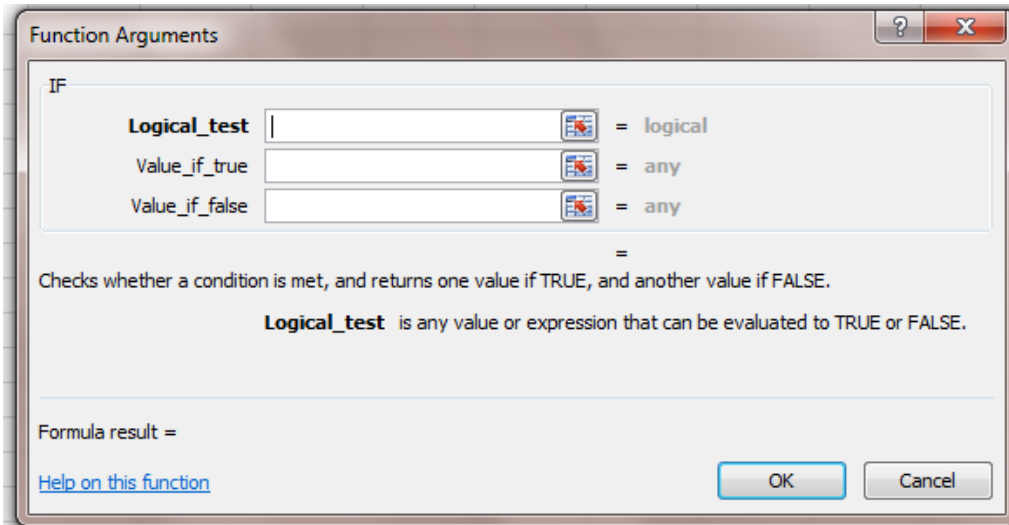 Function Arguments
IF
Logical_test = logical
Value_if_true = any
Value_if_false = any
=
Checks whether a condition is met, and returns one value if TRUE, and another value if FALSE.
Logical_test is any value or expression that can be evaluated to TRUE or FALSE.
Formula result =
Help on this function OK Cancel